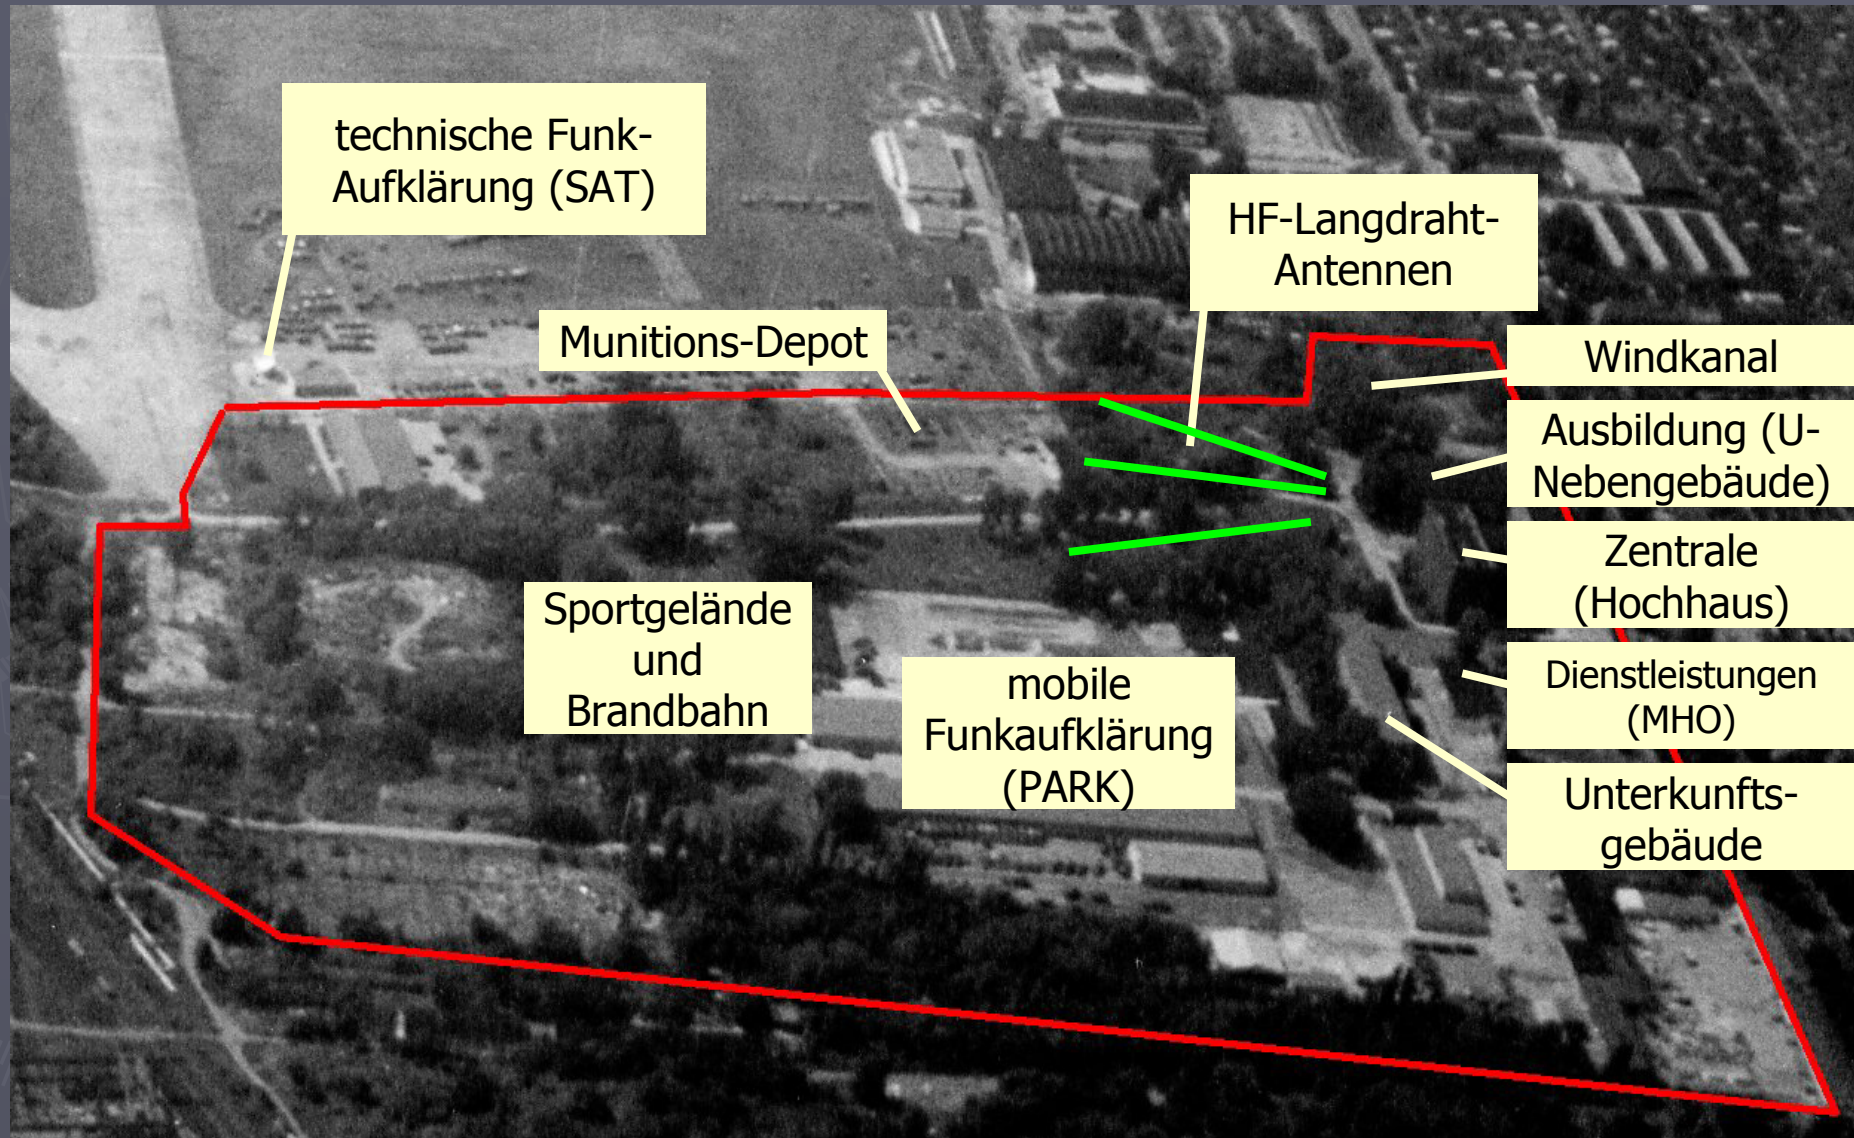 technische Funk-
Aufklärung (SAT)
HF-Langdraht-
Antennen
Munitions-Depot
Windkanal
Ausbildung (U-
Nebengebäude)
Zentrale
(Hochhaus)
Sportgelände
und
Brandbahn
mobile
Funkaufklärung
(PARK)
Dienstleistungen
(MHO)
Unterkunfts-
gebäude